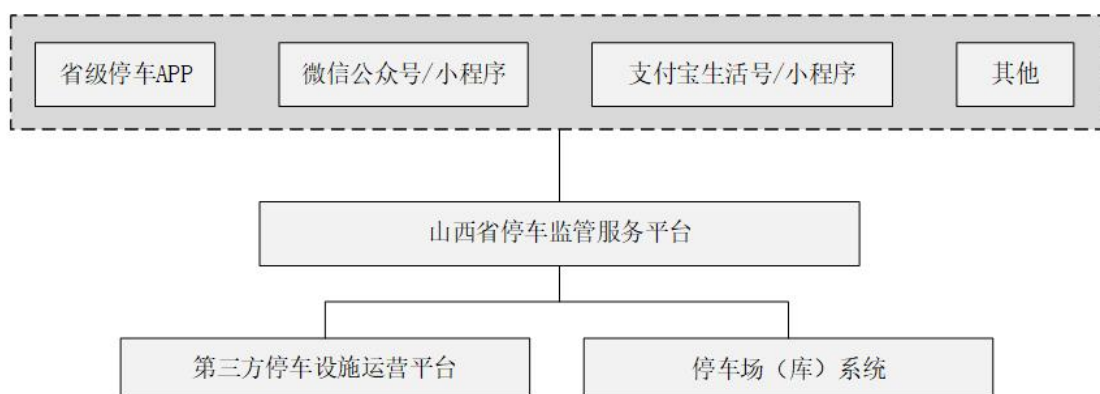 省级停车APP
微信公众号/小程序
支付宝生活号/小程序
其他
山西省停车监管服务平台
第三方停车设施运营平台
停车场（库）系统